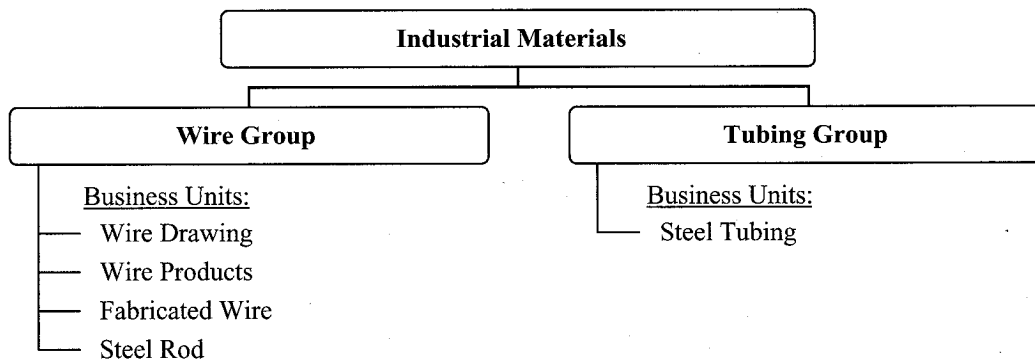 Industrial Materials
Wire Group
Tubing Group
Business Units:
Wire Drawing
Wire Products
Fabricated Wire
Steel Rod
Business Units:
Steel Tubing